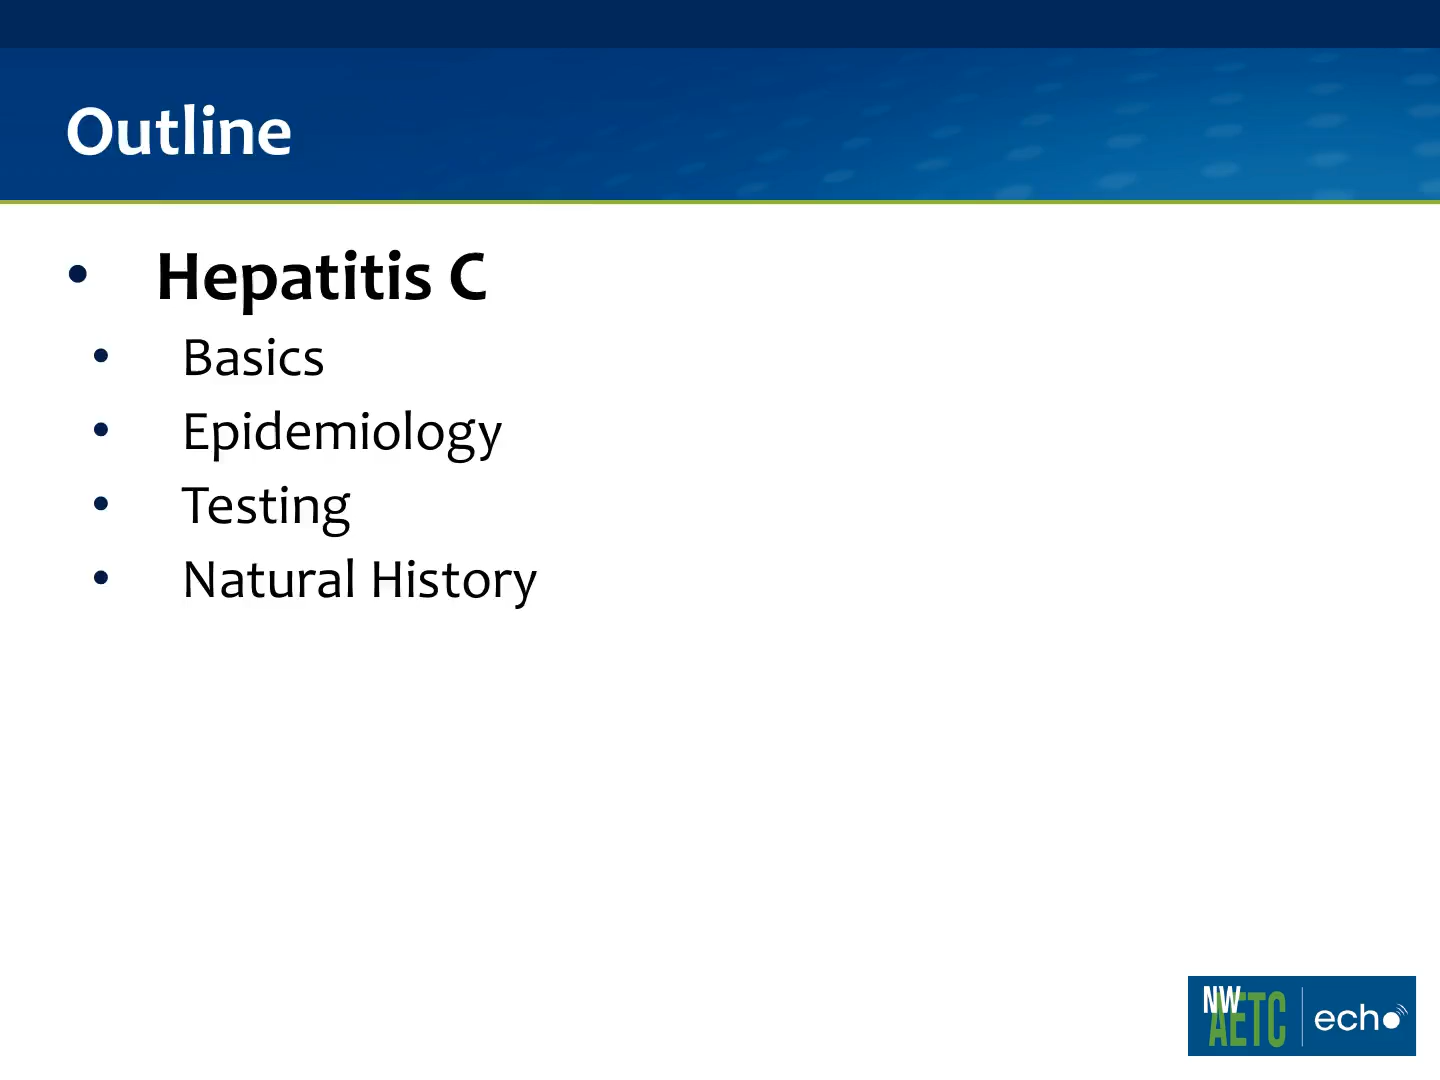 Outline
• Hepatitis C
• Basics
• Epidemiology
• Testing
• Natural History
NW
AETC
echo